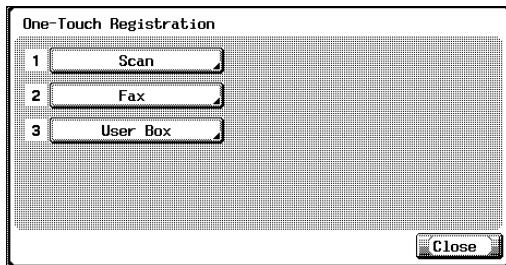 One-Touch Registration
1 Scan
2 Fax
3 User Box
Close